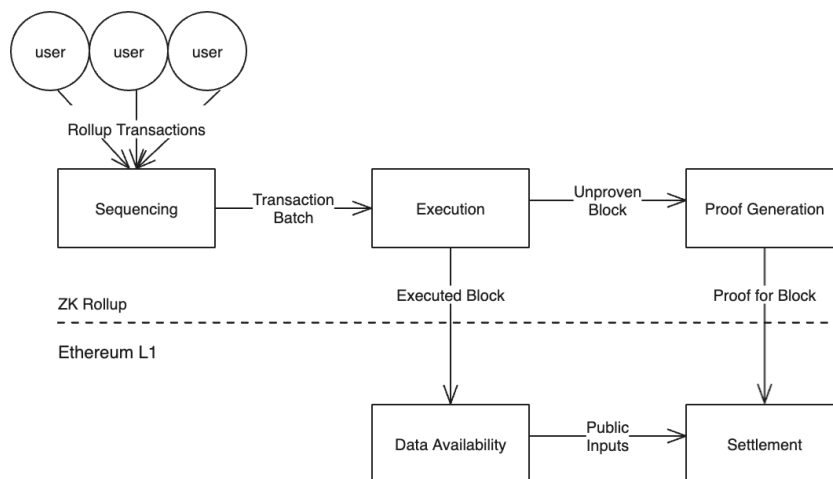 user
user
user
Rollup Transactions
Sequencing
Transaction
Batch
Execution
Unproven
Block
Proof Generation
Executed Block
Proof for Block
ZK Rollup
Ethereum L1
Data Availability
Public
Inputs
Settlement